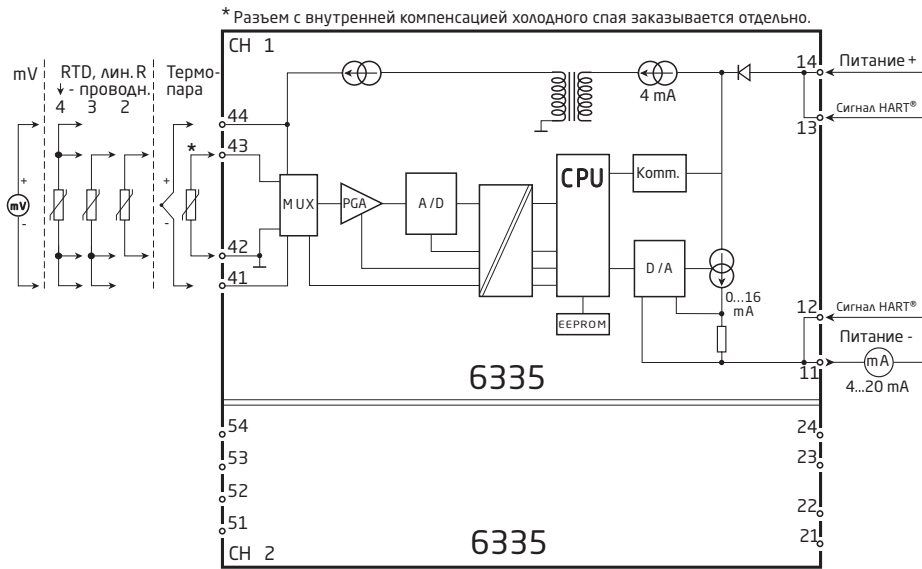 * Разъем с внутренней компенсацией холодного спая заказывается отдельно.
CH 1
mV
RTD, лин. R
↓ - проводн.
4 3 2
Термо-
пара
*
+
-
mV
+
-
44
43
42
41
MUX
PGA
A/D
CPU
EEPROM
Komm.
D/A
4 mA
0...16
mA
14
Питание +
Сигнал HART®
13
12
Сигнал HART®
Питание -
11
mA
4...20 mA
6335
54
53
52
51
24
23
22
21
CH 2
6335